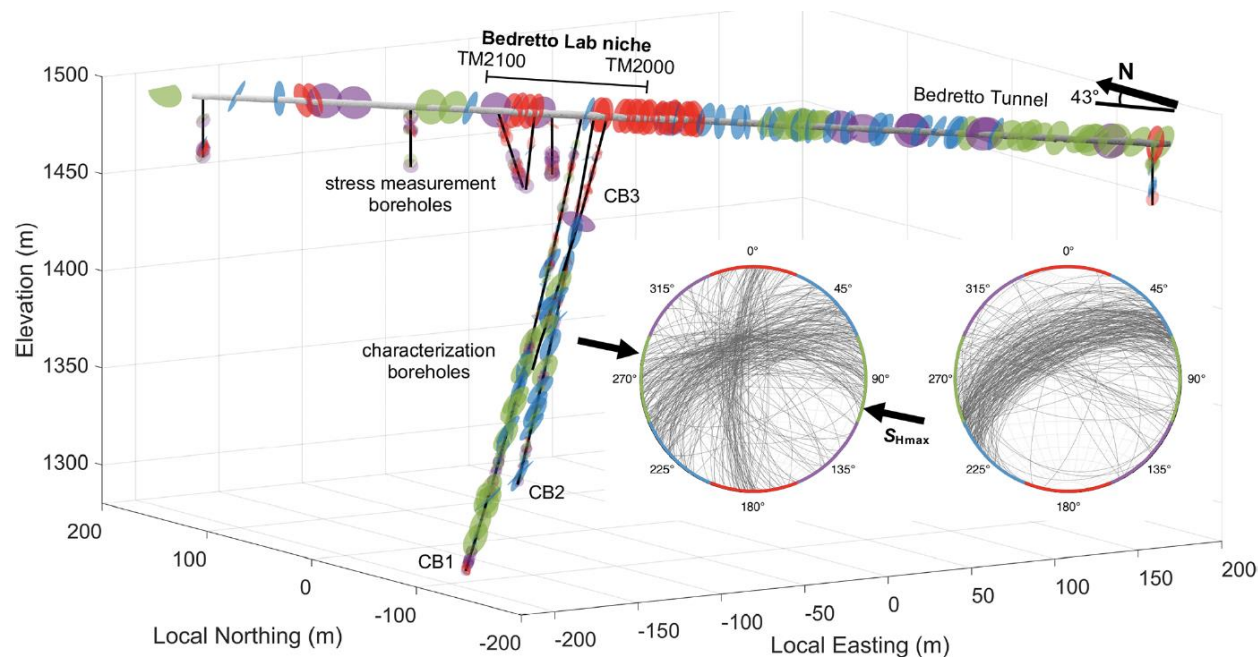 Bedretto Lab niche
TM2100
TM2000
N
43°
Bedretto Tunnel
1500
1450
1400
1350
1300
Elevation (m)
stress measurement
boreholes
CB3
characterization
boreholes
CB2
CB1
0°
45°
90°
135°
180°
225°
270°
315°
SHmax
0°
45°
90°
135°
180°
225°
270°
315°
200
100
0
-100
-200
Local Northing (m)
-200
-150
-100
-50
0
50
100
150
200
Local Easting (m)